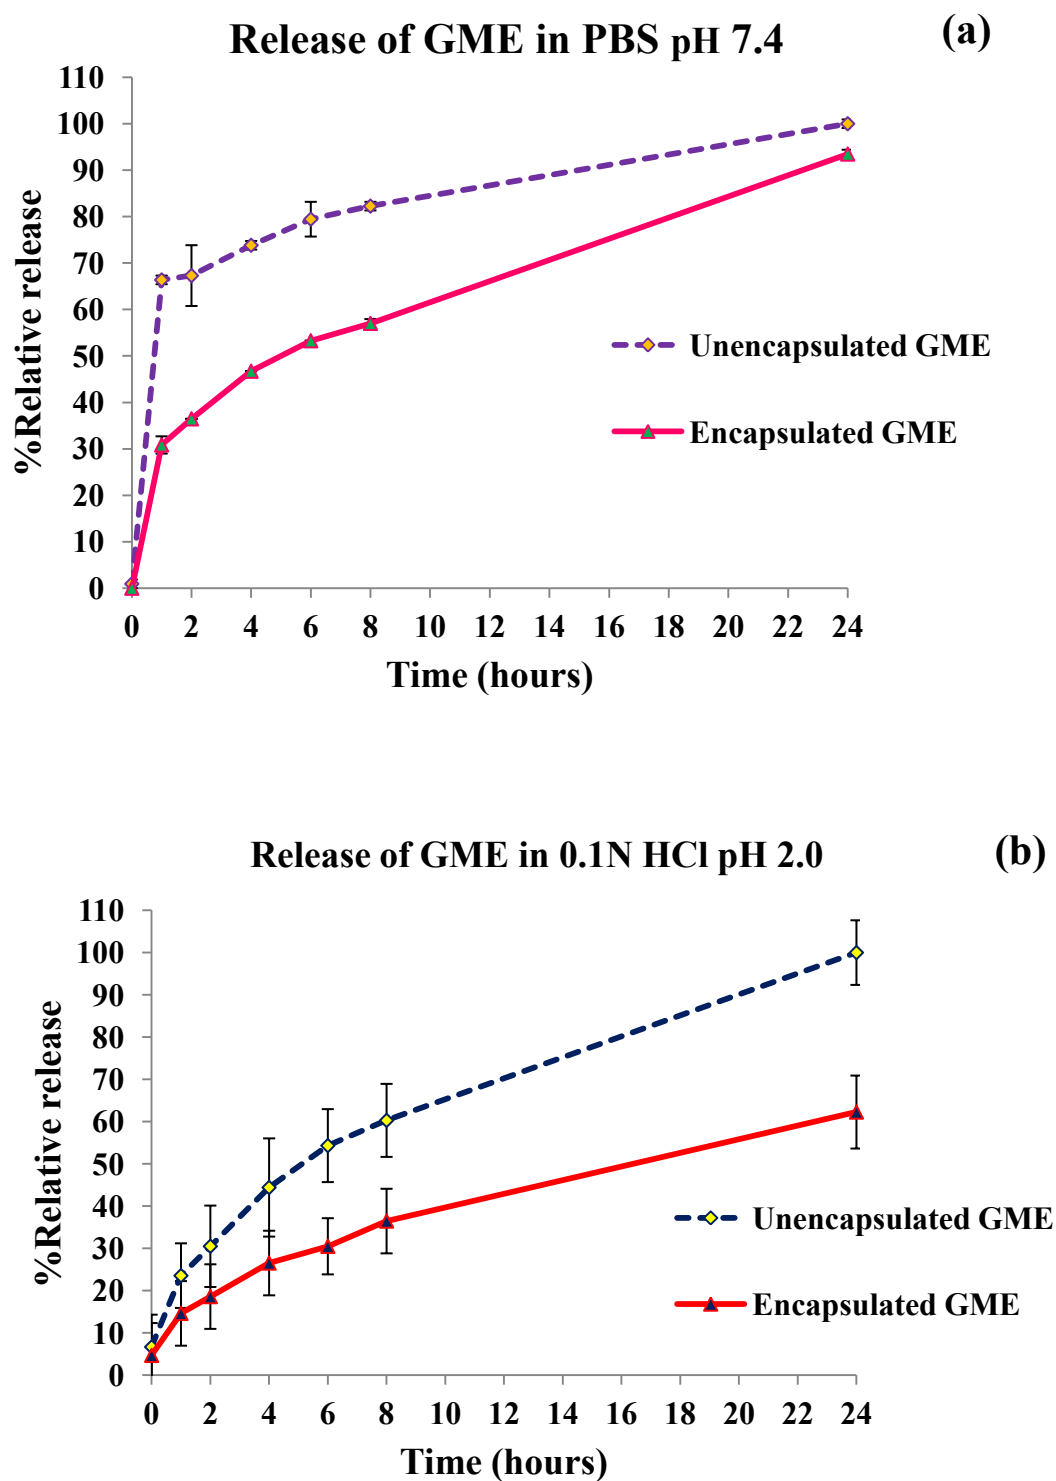 Release of GME in PBS pH 7.4
(a)
110
100
90
80
70
60
50
40
30
20
10
0
%Relative release
Unencapsulated GME
Encapsulated GME
0 2 4 6 8 10 12 14 16 18 20 22 24
Time (hours)
Release of GME in 0.1N HCl pH 2.0
(b)
110
100
90
80
70
60
50
40
30
20
10
0
%Relative release
Unencapsulated GME
Encapsulated GME
0 2 4 6 8 10 12 14 16 18 20 22 24
Time (hours)